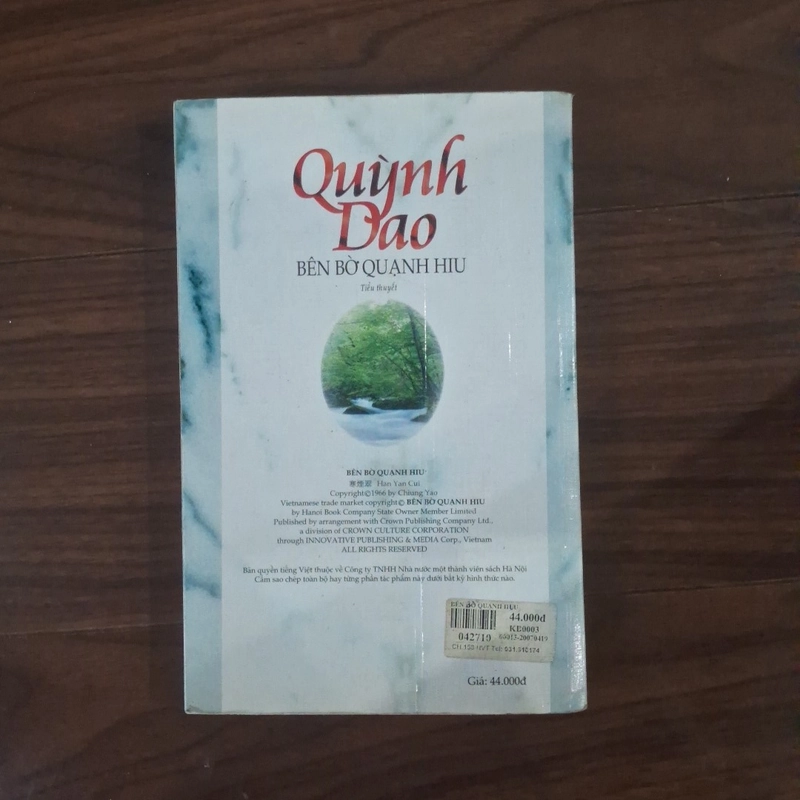 Quỳnh
Dao
BÊN BỜ QUẠNH HIU
Tiểu thuyết
BÊN BỜ QUẠNH HIU
寒煙翠 Han Yan Cui
Copyright©1966 by Chiung Yao
Vietnamese trade market copyright© BÊN BỜ QUẠNH HIU
by Hanoi Book Company State Owner Member Limited
Published by arrangement with Crown Publishing Company Ltd.,
a division of CROWN CULTURE CORPORATION
through INNOVATIVE PUBLISHING & MEDIA Corp., Vietnam
ALL RIGHTS RESERVED
Bản quyền tiếng Việt thuộc về Công ty TNHH Nhà nước một thành viên sách Hà Nội
Cấm sao chép toàn bộ hay từng phần tác phẩm này dưới bất kỳ hình thức nào.
BÊN BỜ QUẠNH HIU
44.000đ
KE0003
042719
Giá: 44.000đ